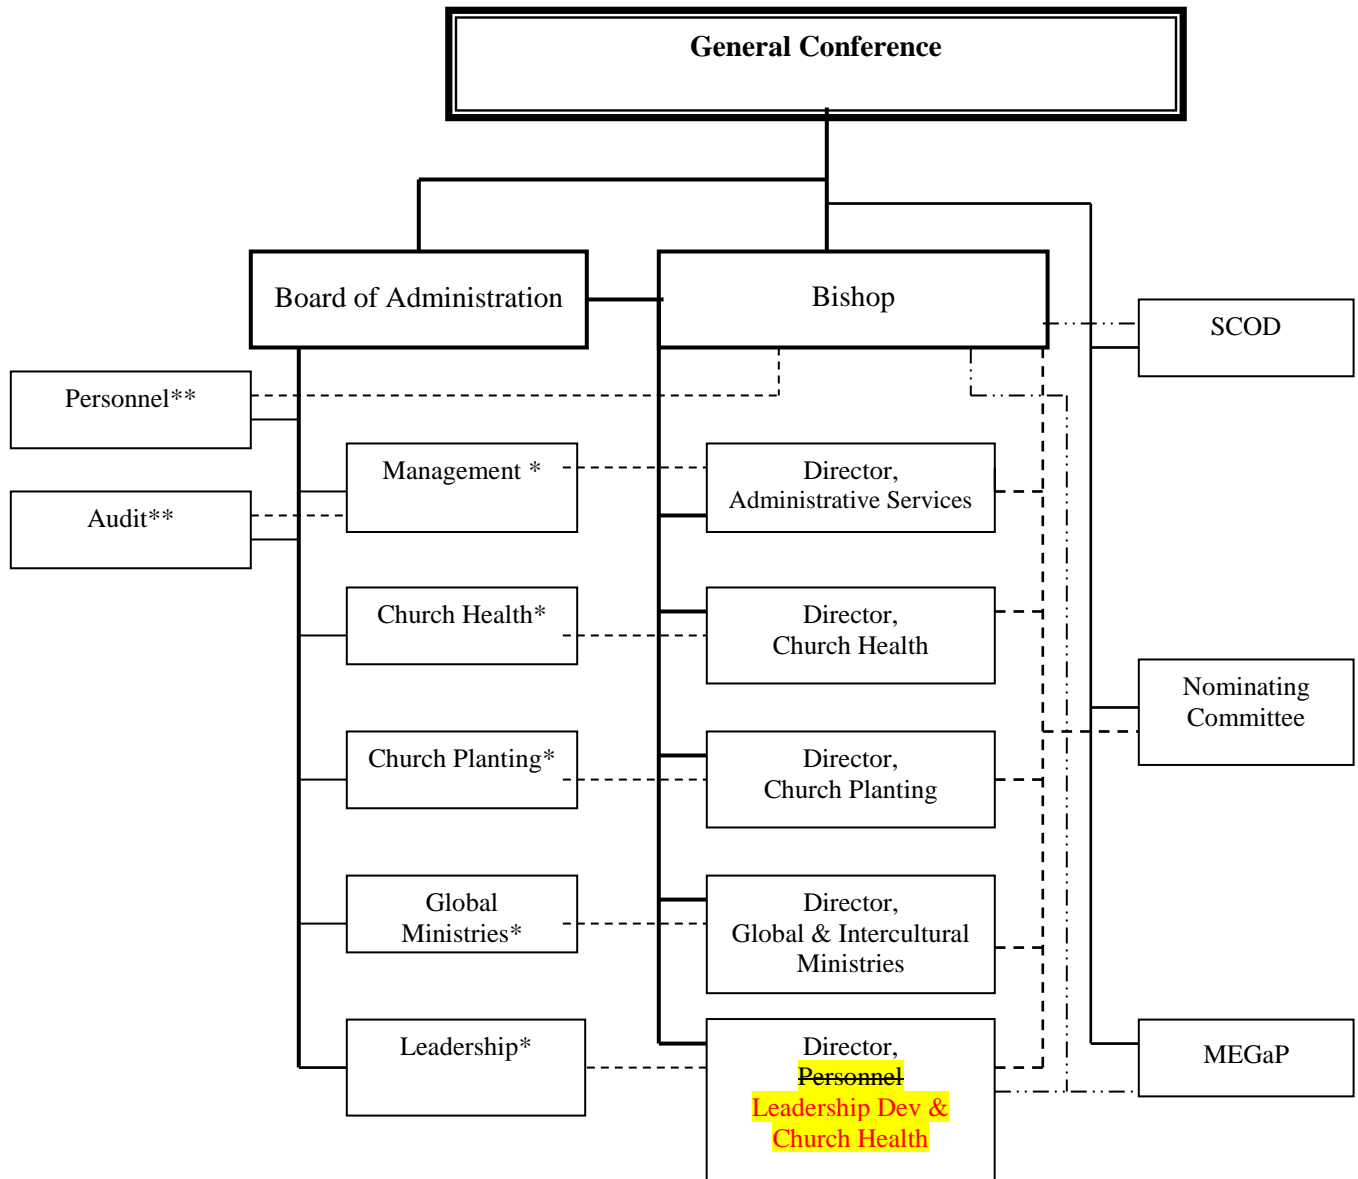 General Conference
Board of Administration
Bishop
SCOD
Personnel**
Management *
Director,
Administrative Services
Audit**
Church Health*
Director,
Church Health
Nominating
Committee
Church Planting*
Director,
Church Planting
Global
Ministries*
Director,
Global & Intercultural
Ministries
Leadership*
Director,
Personnel
Leadership Dev &
Church Health
MEGaP